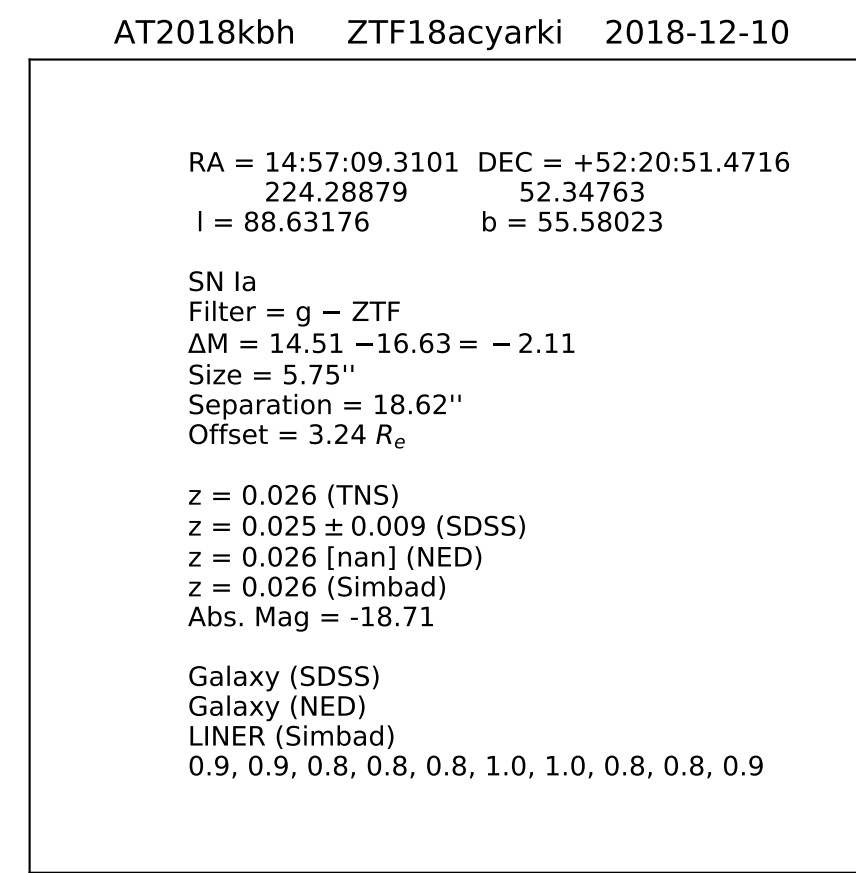 AT2018kbh ZTF18acyarki 2018-12-10
RA = 14:57:09.3101 DEC = +52:20:51.4716
224.28879 52.34763
l = 88.63176 b = 55.58023
SN Ia
Filter = g − ZTF
ΔM = 14.51 −16.63 = − 2.11
Size = 5.75''
Separation = 18.62''
Offset = 3.24 Re
z = 0.026 (TNS)
z = 0.025 ± 0.009 (SDSS)
z = 0.026 [nan] (NED)
z = 0.026 (Simbad)
Abs. Mag = -18.71
Galaxy (SDSS)
Galaxy (NED)
LINER (Simbad)
0.9, 0.9, 0.8, 0.8, 0.8, 1.0, 1.0, 0.8, 0.8, 0.9